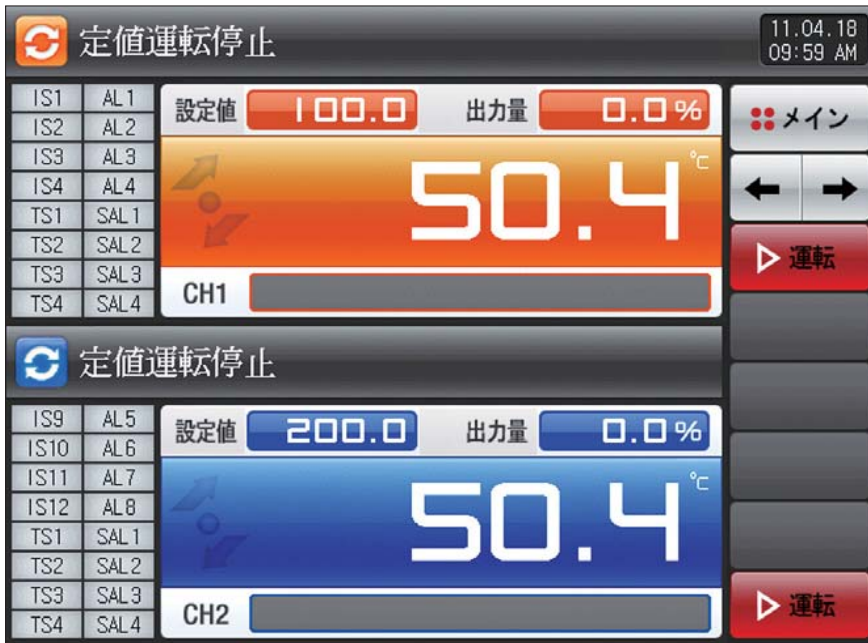 定値運転停止
11.04.18
09:59 AM
IS1 AL1
IS2 AL2
IS3 AL3
IS4 AL4
TS1 SAL1
TS2 SAL2
TS3 SAL3
TS4 SAL4
設定値 100.0 出力量 0.0%
℃
50.4
CH1
メイン
運転
定値運転停止
IS9 AL5
IS10 AL6
IS11 AL7
IS12 AL8
TS1 SAL1
TS2 SAL2
TS3 SAL3
TS4 SAL4
設定値 200.0 出力量 0.0%
℃
50.4
CH2
運転